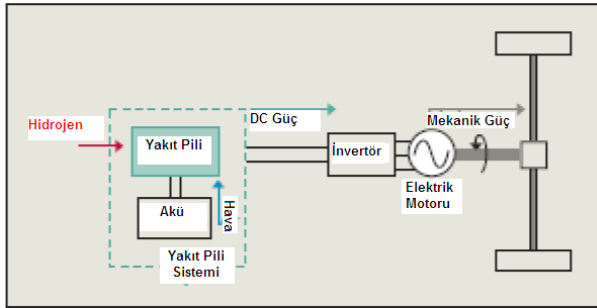 Hidrojen
Yakıt Pili
Akü
Hava
Yakıt Pili
Sistemi
DC Güç
İnvertör
Mekanik Güç
Elektrik
Motoru